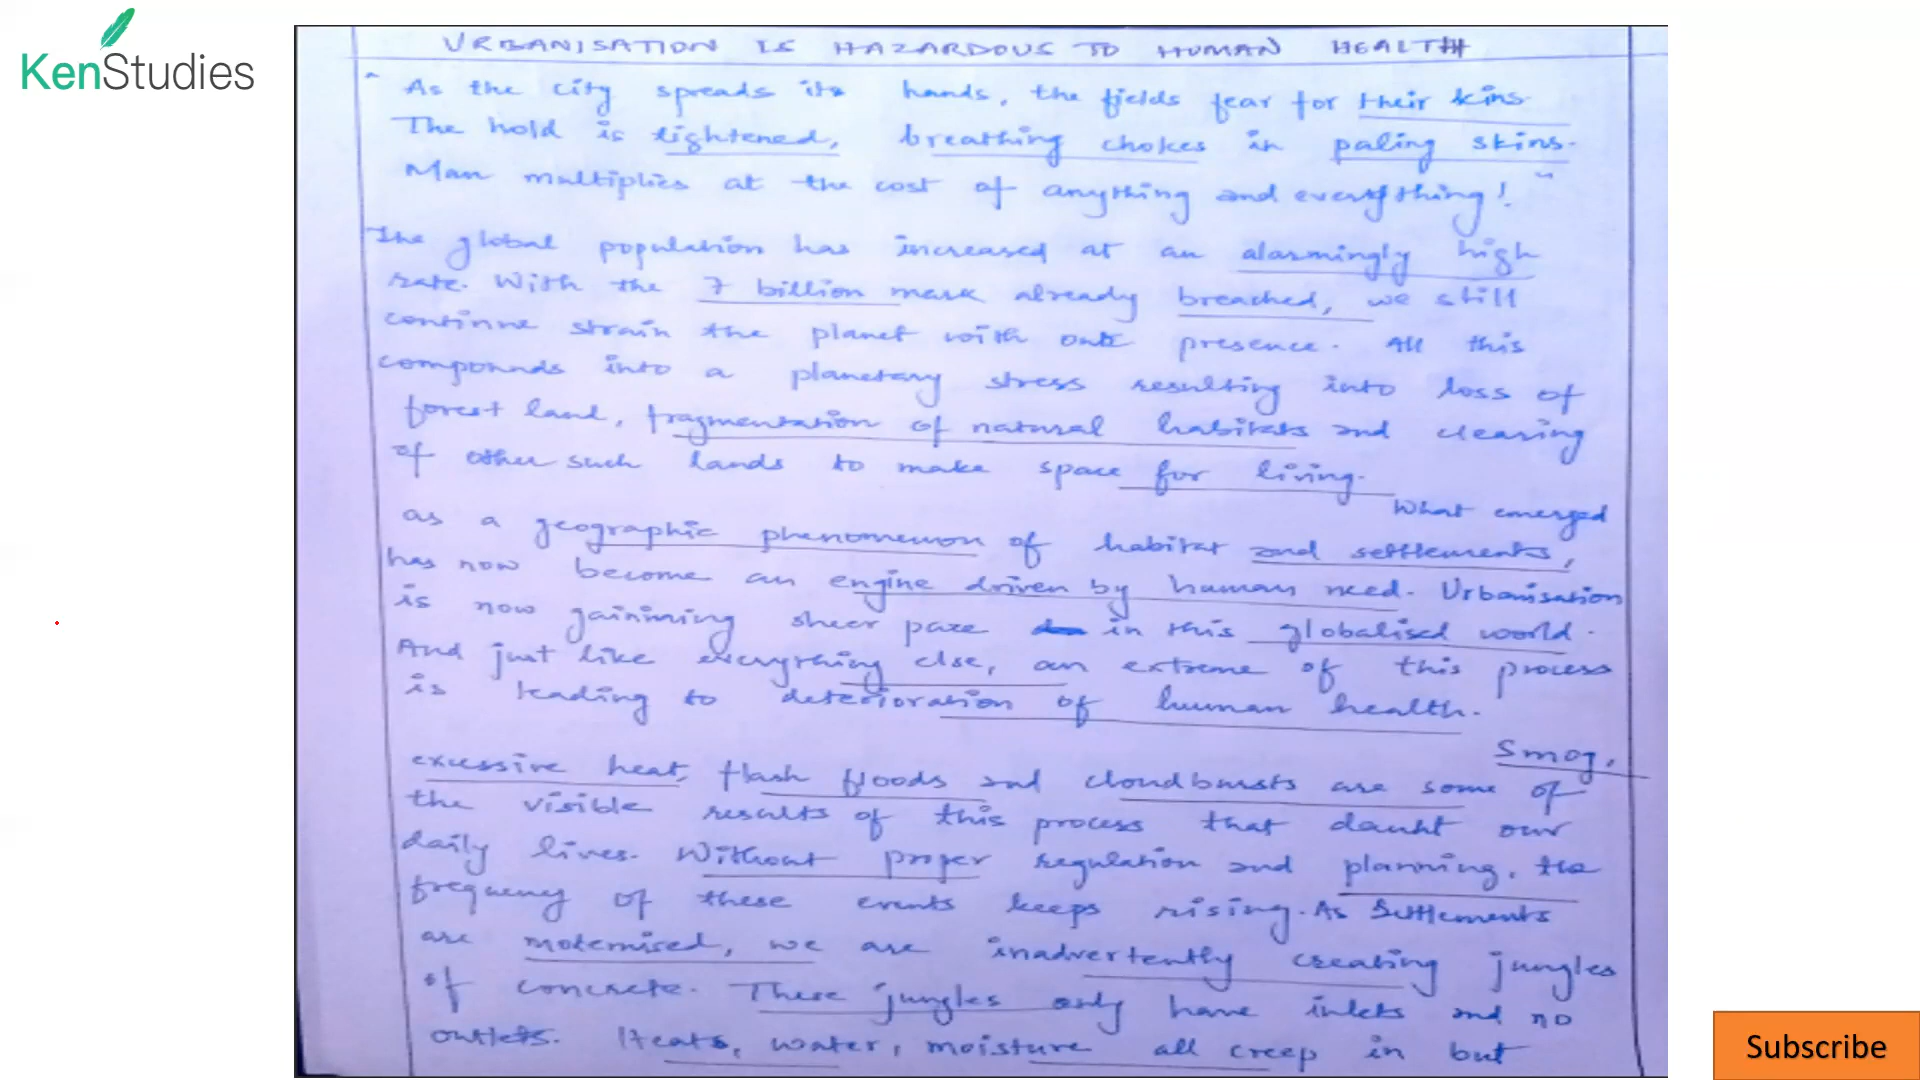 KenStudies
URBANISATION IS HAZARDOUS TO HUMAN HEALTH
" As the city spreads its hands, the fields fear for their kins.
The hold is tightened, breathing chokes in paling skins.
Man multiplies at the cost of anything and everything! "
The global population has increased at an alarmingly high
rate. With the 7 billion mark already breached, we still
continue strain the planet with our presence. All this
compounds into a planetary stress resulting into loss of
forest land, fragmentation of natural habitats and clearing
of other such lands to make space for living.
What emerged
as a geographic phenomenon of habitat and settlements,
has now become an engine driven by human need. Urbanisation
is now gainining sheer pace in this globalised world.
And just like everything else, an extreme of this process
is leading to deterioration of human health.
Smog,
excessive heat, flash floods and cloudbursts are some of
the visible results of this process that daunt our
daily lives. Without proper regulation and planning, the
frequency of these events keeps rising. As Settlements
are modernised, we are inadvertently creating jungles
of concrete. These jungles only have inlets and no
outlets. Heats, water, moisture all creep in but
Subscribe